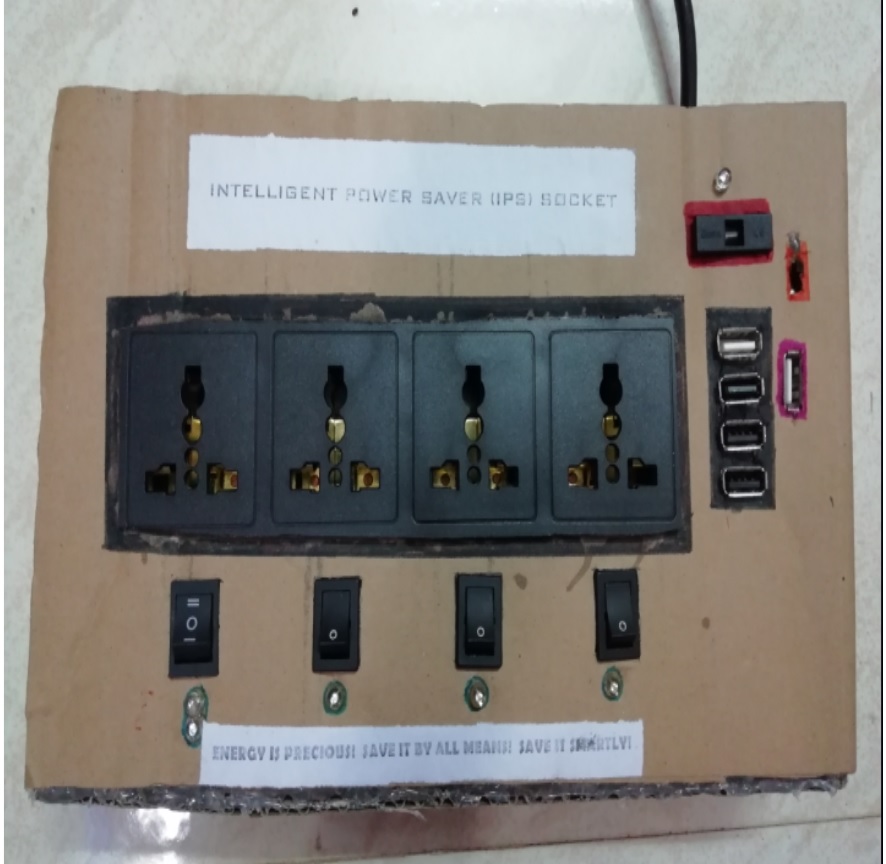 INTELLIGENT POWER SAVER (IPS) SOCKET
=
O
–
O
O
O
ENERGY IS PRECIOUS! SAVE IT BY ALL MEANS! SAVE IT SMARTLY!